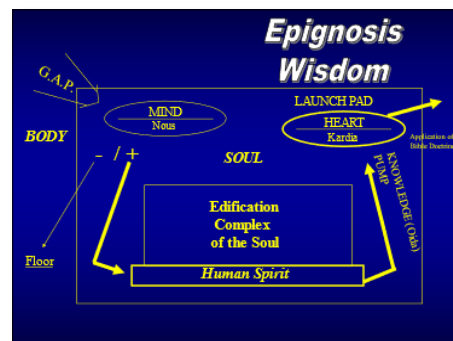 Epignosis
Wisdom
G.A.P.
MIND
Nous
LAUNCH PAD
HEART
Kardia
BODY
- / +
SOUL
Application of
Bible Doctrine
KNOWLEDGE (Oida)
PUMP
Edification
Complex
of the Soul
Floor
Human Spirit